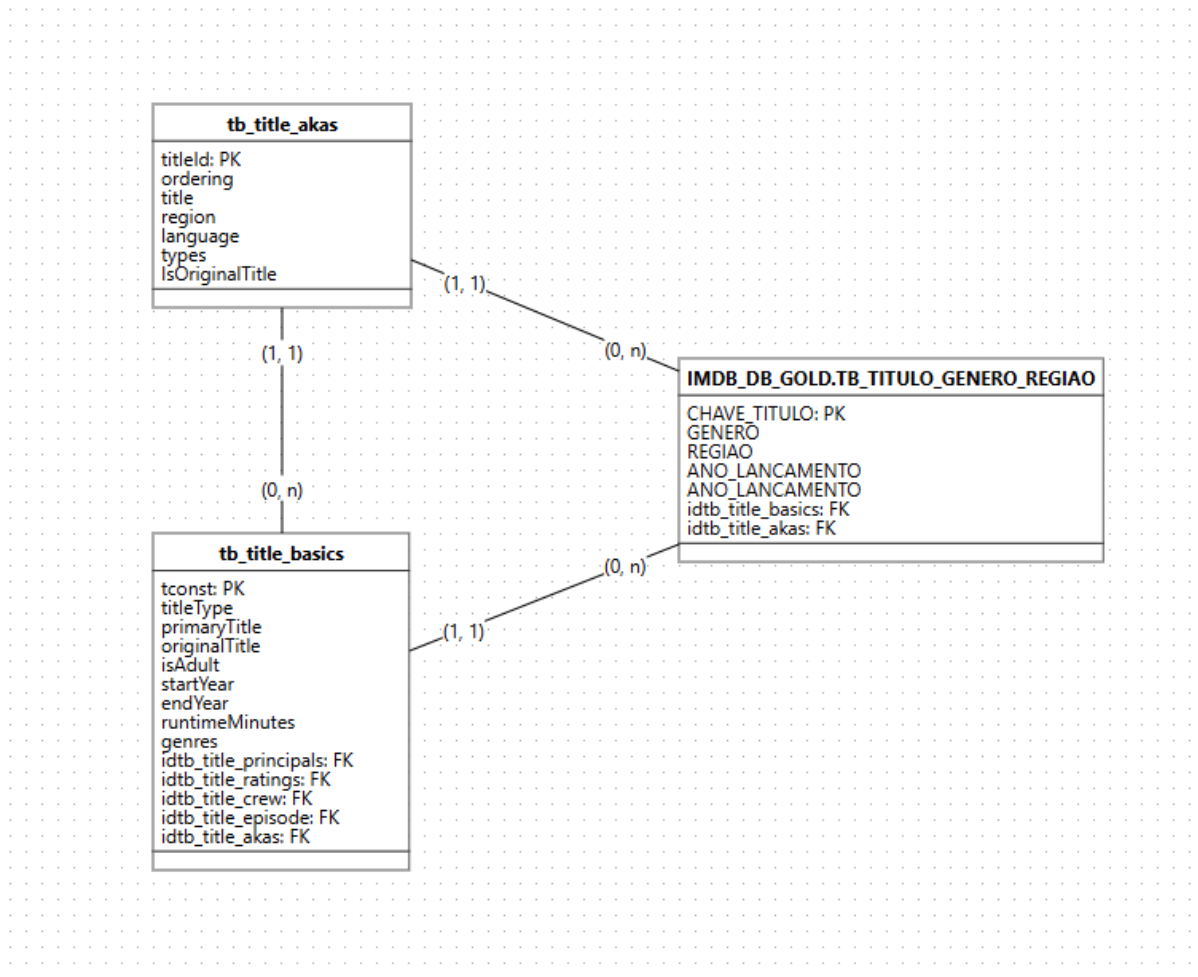 tb_title_akas
titleId: PK
ordering
title
region
language
types
IsOriginalTitle
(1, 1)
(0, n)
(1, 1)
(0, n)
IMDB_DB_GOLD.TB_TITULO_GENERO_REGIAO
CHAVE_TITULO: PK
GENERO
REGIAO
ANO_LANCAMENTO
ANO_LANCAMENTO
idtb_title_basics: FK
idtb_title_akas: FK
(0, n)
(1, 1)
tb_title_basics
tconst: PK
titleType
primaryTitle
originalTitle
isAdult
startYear
endYear
runtimeMinutes
genres
idtb_title_principals: FK
idtb_title_ratings: FK
idtb_title_crew: FK
idtb_title_episode: FK
idtb_title_akas: FK